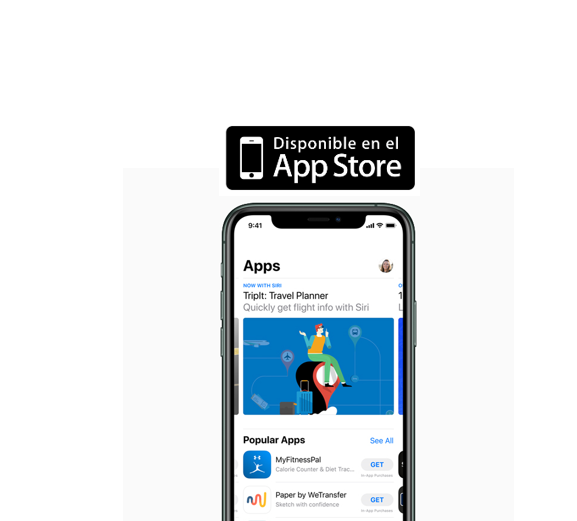 Disponible en el
App Store
9:41
Apps
NOW WITH SIRI
TripIt: Travel Planner
Quickly get flight info with Siri
Popular Apps
See All
MyFitnessPal
Calorie Counter & Diet Trac...
GET
In-App Purchases
Paper by WeTransfer
Sketch with confidence
GET
In-App Purchases